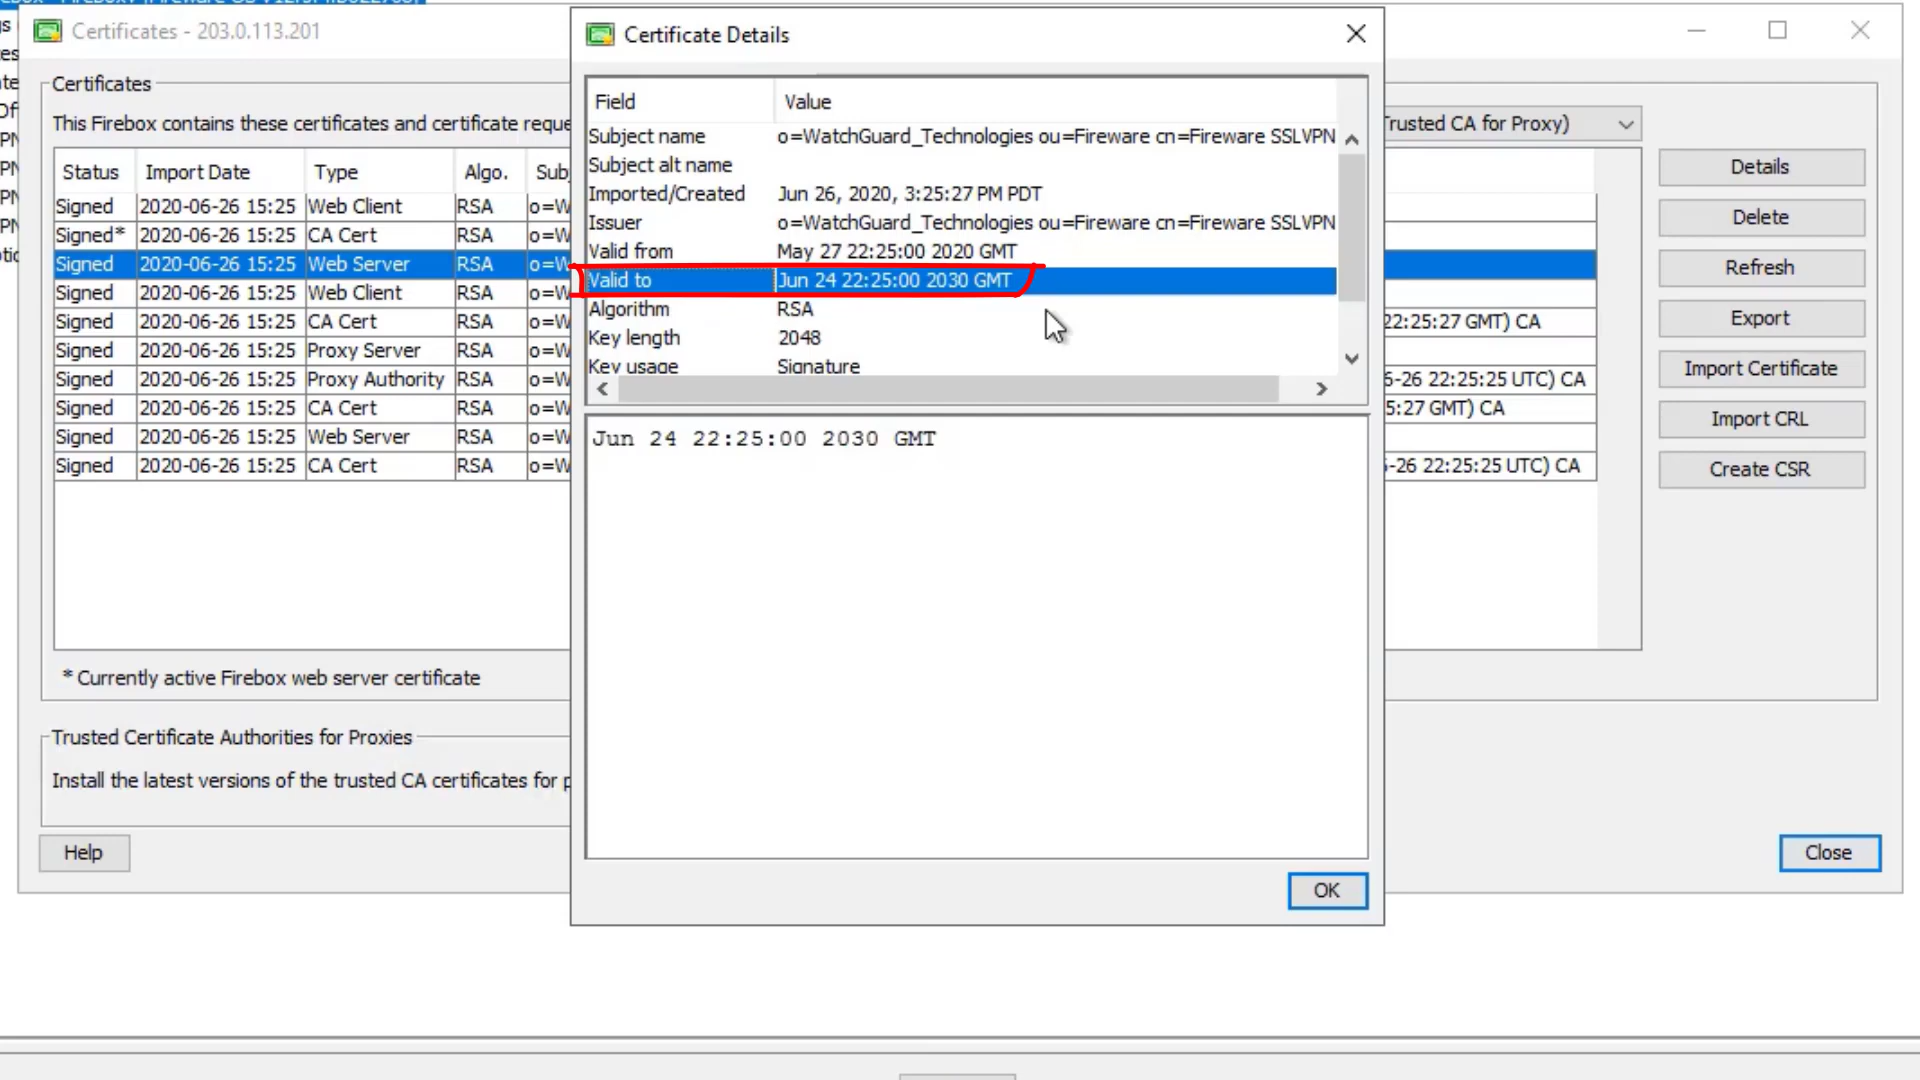 Certificates - 203.0.113.201
Certificate Details
Certificates
This Firebox contains these certificates and certificate
Trusted CA for Proxy)
Field Value
Subject name o=WatchGuard_Technologies ou=Fireware cn=Fireware SSLVPN
Subject alt name
Imported/Created Jun 26, 2020, 3:25:27 PM PDT
Issuer o=WatchGuard_Technologies ou=Fireware cn=Fireware SSLVPN
Valid from May 27 22:25:00 2020 GMT
Valid to Jun 24 22:25:00 2030 GMT
Algorithm RSA
Key length 2048
Key usage Signature
Jun 24 22:25:00 2030 GMT
OK
Status Import Date Type Algo. Sub
Signed 2020-06-26 15:25 Web Client RSA o=W
Signed* 2020-06-26 15:25 CA Cert RSA o=W
Signed 2020-06-26 15:25 Web Server RSA o=W
Signed 2020-06-26 15:25 Web Client RSA o=W
Signed 2020-06-26 15:25 CA Cert RSA o=W 22:25:27 GMT) CA
Signed 2020-06-26 15:25 Proxy Server RSA o=W
Signed 2020-06-26 15:25 Proxy Authority RSA o=W 5-26 22:25:25 UTC) CA
Signed 2020-06-26 15:25 CA Cert RSA o=W 5:27 GMT) CA
Signed 2020-06-26 15:25 Web Server RSA o=W
Signed 2020-06-26 15:25 CA Cert RSA o=W -26 22:25:25 UTC) CA
Details
Delete
Refresh
Export
Import Certificate
Import CRL
Create CSR
* Currently active Firebox web server certificate
Trusted Certificate Authorities for Proxies
Install the latest versions of the trusted CA certificates for p
Help
Close